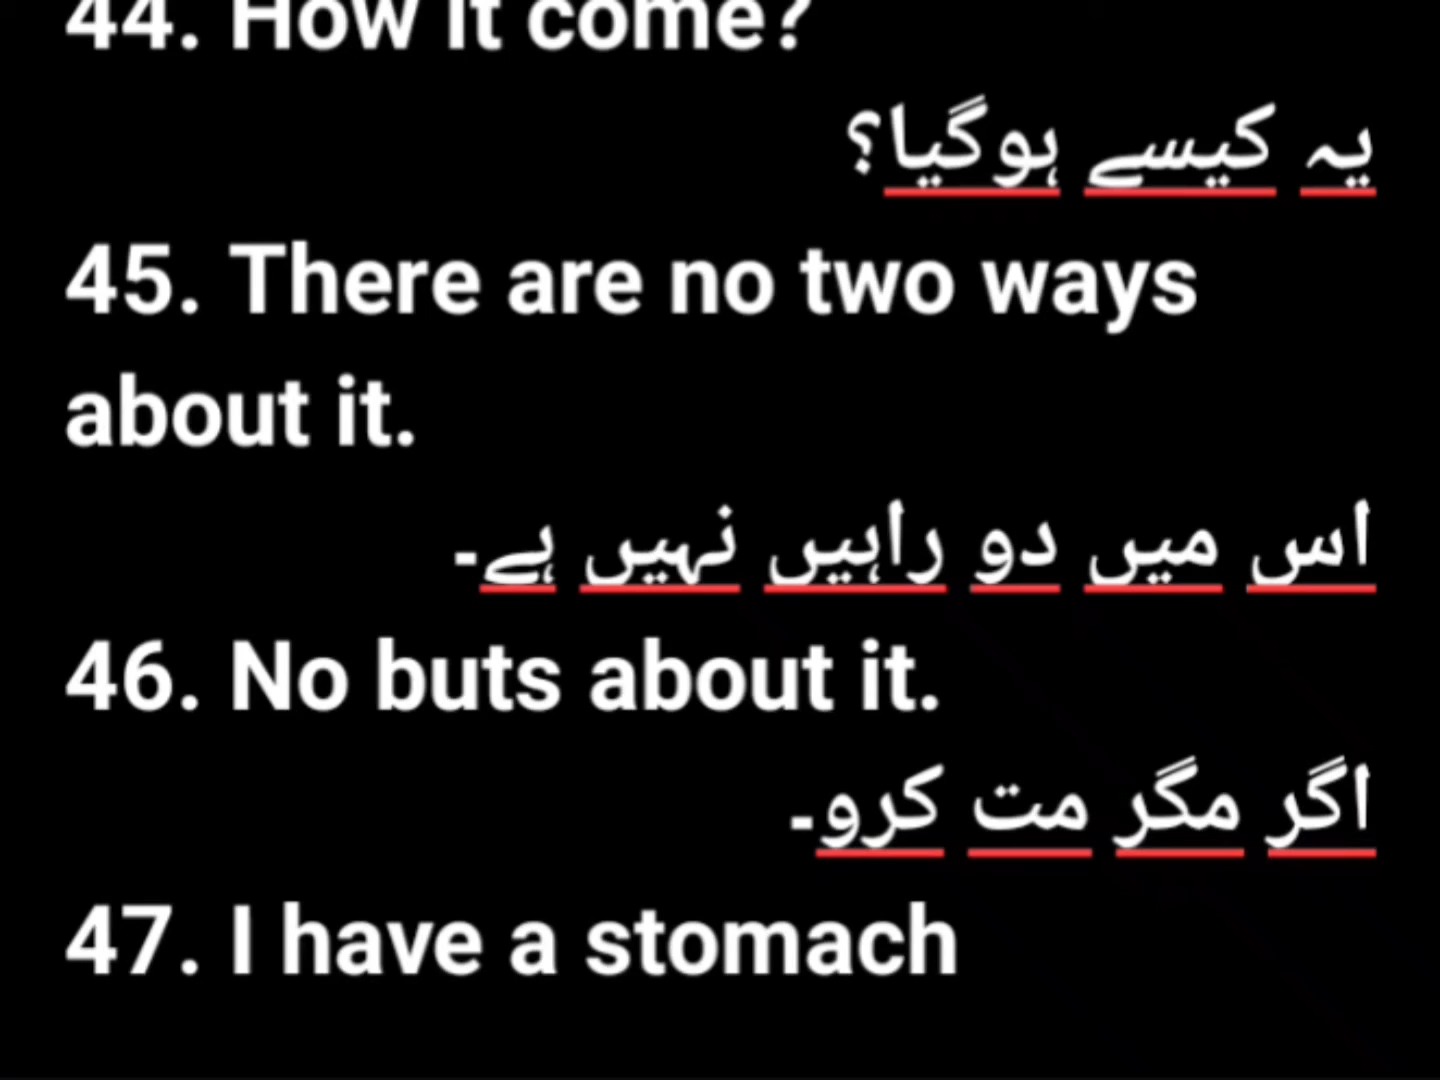 44. How it come?
یہ کیسے ہوگیا؟
45. There are no two ways
about it.
اس میں دو راہیں نہیں ہے۔
46. No buts about it.
اگر مگر مت کرو۔
47. I have a stomach